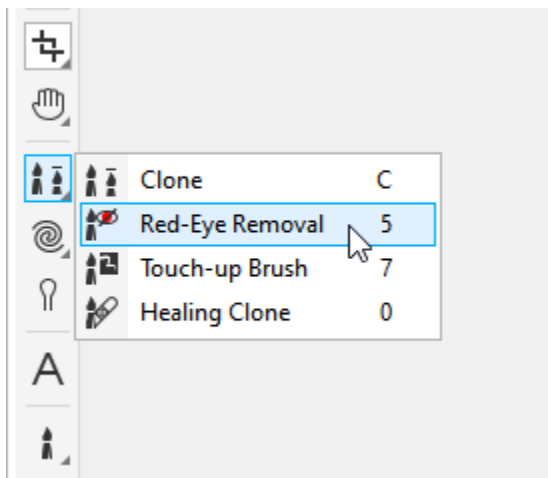 Clone C
Red-Eye Removal 5
Touch-up Brush 7
Healing Clone 0
A